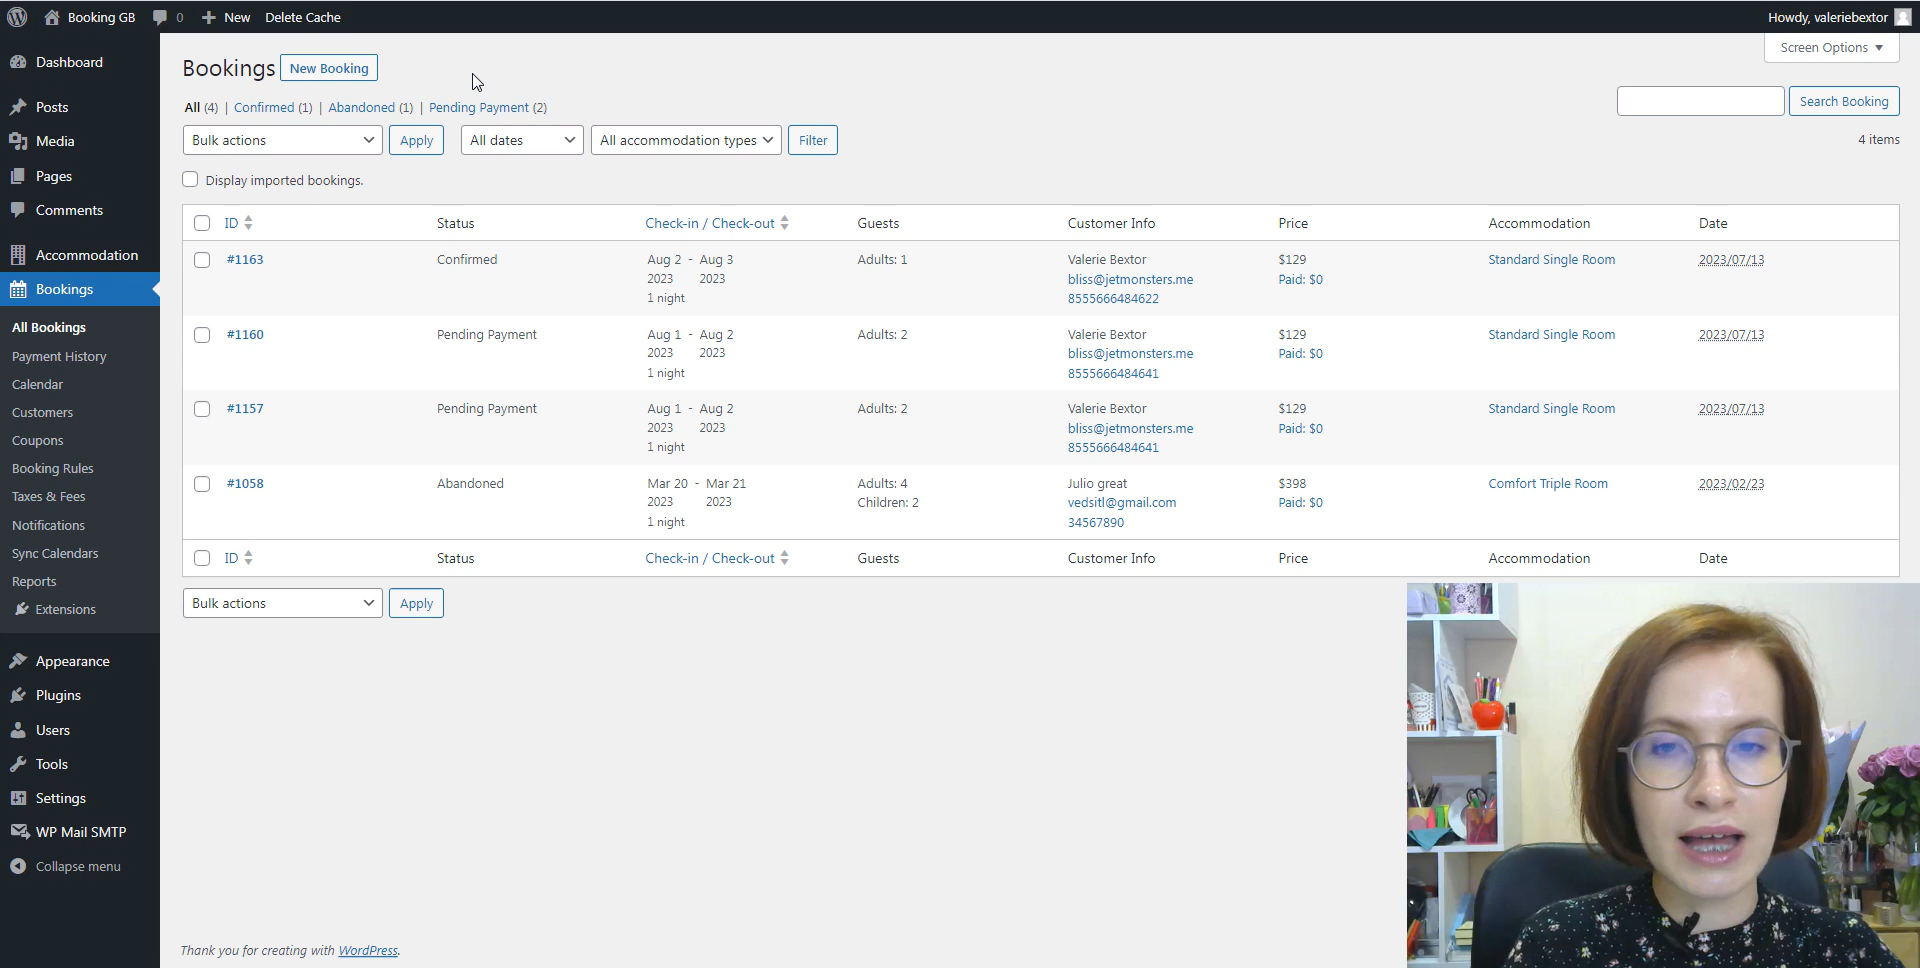 Booking GB 0 New Delete Cache Howdy, valeriebextor
Screen Options
Dashboard
Posts
Media
Pages
Comments
Accommodation
Bookings
All Bookings
Payment History
Calendar
Customers
Coupons
Booking Rules
Taxes & Fees
Notifications
Sync Calendars
Reports
Extensions
Appearance
Plugins
Users
Tools
Settings
WP Mail SMTP
Collapse menu
Bookings New Booking
All (4) | Confirmed (1) | Abandoned (1) | Pending Payment (2)
Search Booking
Bulk actions Apply All dates All accommodation types Filter
4 items
Display imported bookings.
ID Status Check-in / Check-out Guests Customer Info Price Accommodation Date
#1163 Confirmed Aug 2 - Aug 3 Adults: 1 Valerie Bextor $129 Standard Single Room 2023/07/13
2023 2023 bliss@jetmonsters.me Paid: $0
1 night 8555666484622
#1160 Pending Payment Aug 1 - Aug 2 Adults: 2 Valerie Bextor $129 Standard Single Room 2023/07/13
2023 2023 bliss@jetmonsters.me Paid: $0
1 night 8555666484641
#1157 Pending Payment Aug 1 - Aug 2 Adults: 2 Valerie Bextor $129 Standard Single Room 2023/07/13
2023 2023 bliss@jetmonsters.me Paid: $0
1 night 8555666484641
#1058 Abandoned Mar 20 - Mar 21 Adults: 4 Julio great $398 Comfort Triple Room 2023/02/23
2023 2023 Children: 2 vedsitl@gmail.com Paid: $0
1 night 34567890
ID Status Check-in / Check-out Guests Customer Info Price Accommodation Date
Bulk actions Apply
Thank you for creating with WordPress.